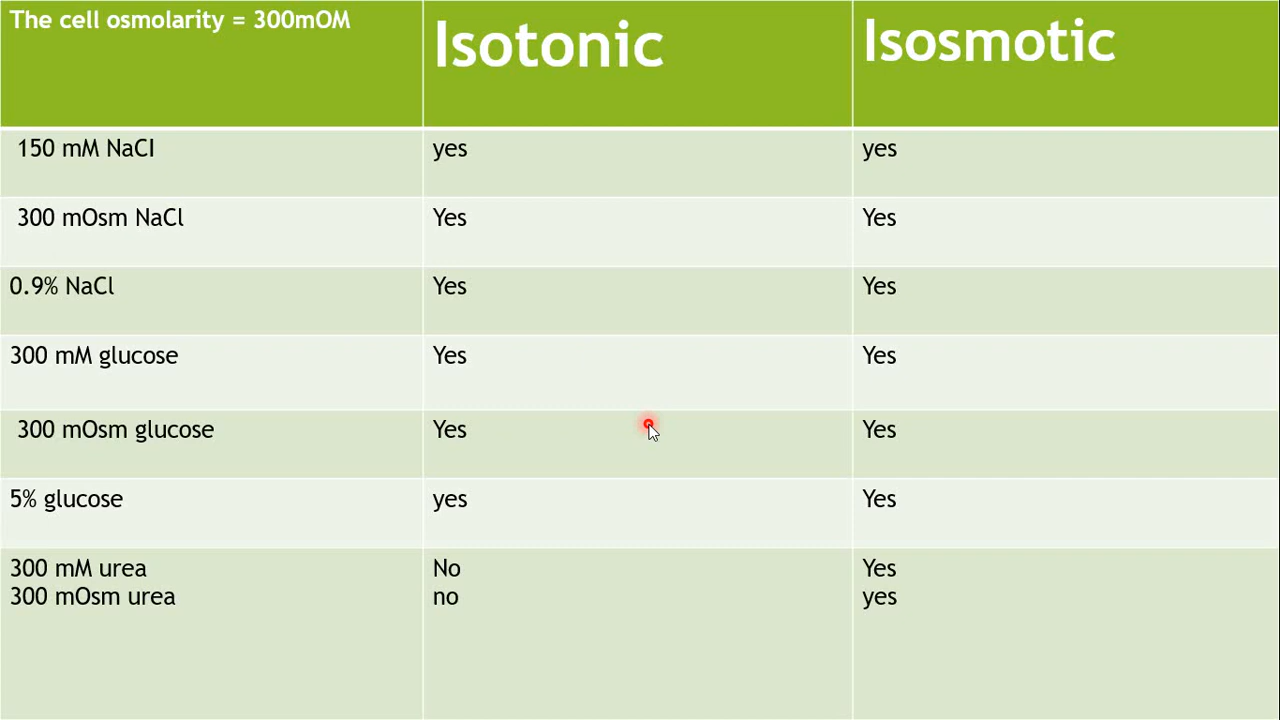 The cell osmolarity = 300mOM
Isotonic
Isosmotic
150 mM NaCI
yes
yes
300 mOsm NaCl
Yes
Yes
0.9% NaCl
Yes
Yes
300 mM glucose
Yes
Yes
300 mOsm glucose
Yes
Yes
5% glucose
yes
Yes
300 mM urea
No
Yes
300 mOsm urea
no
yes